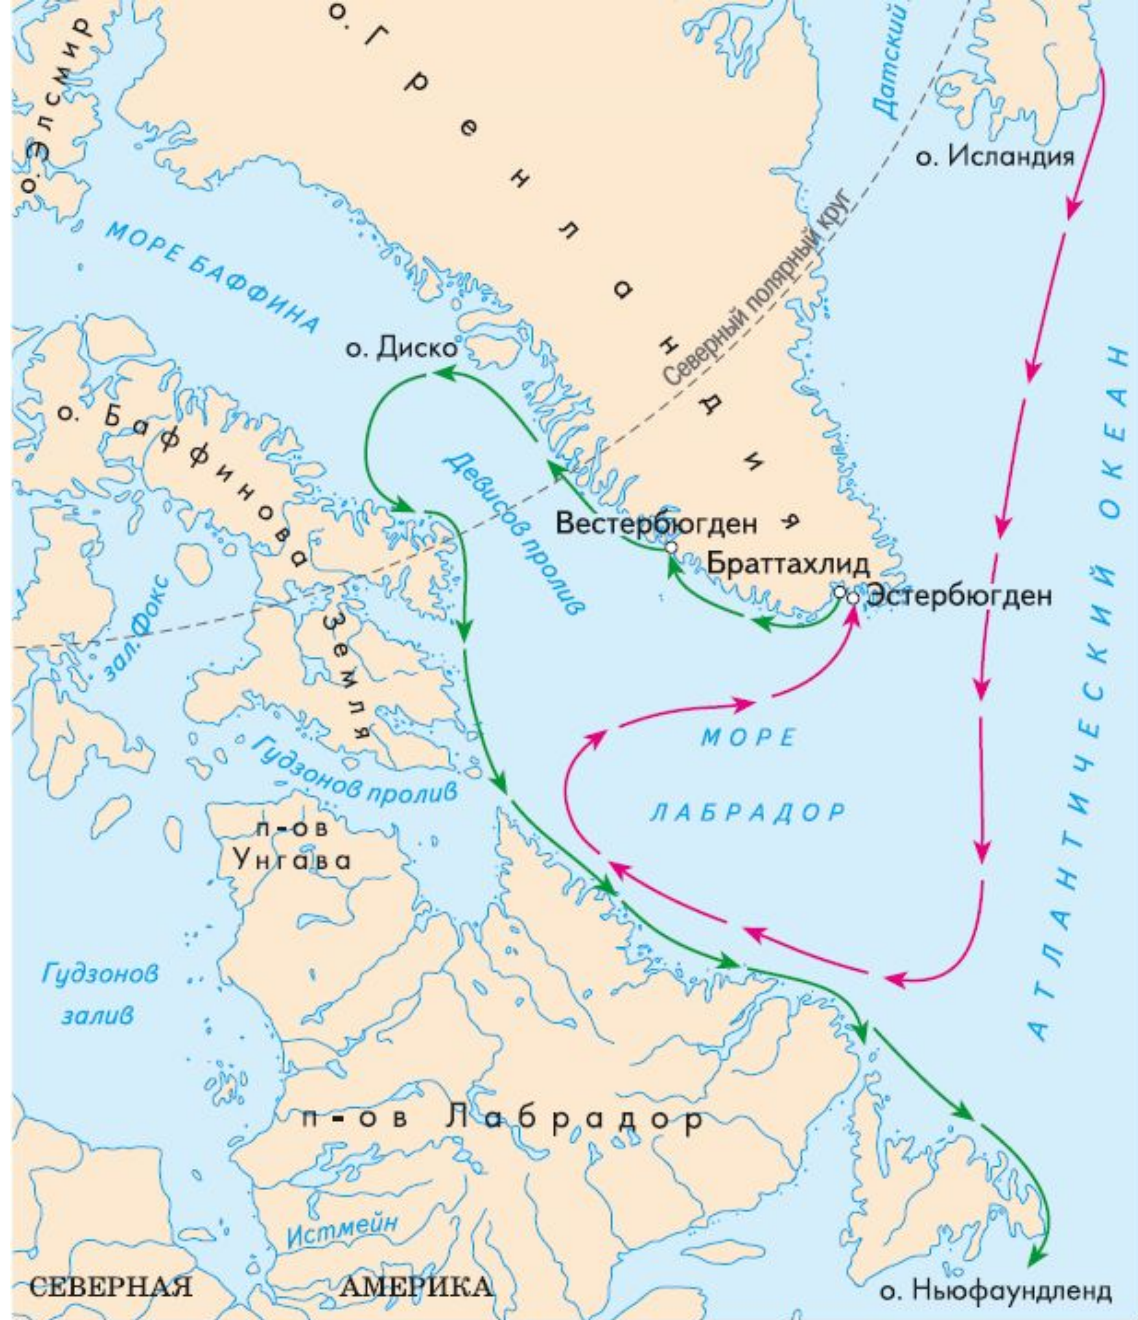 о. Гренландия
о. Элсмир
Датский
о. Исландия
Северный полярный круг
МОРЕ БАФФИНА
о. Диско
о. Баффинова
Земля
Девисов пролив
Вестербюгден
Браттахлид
Эстербюгден
зал. Фокс
АТЛАНТИЧЕСКИЙ ОКЕАН
МОРЕ
ЛАБРАДОР
Гудзонов пролив
п-ов
Унгава
Гудзонов
залив
п-ов Лабрадор
Истмейн
СЕВЕРНАЯ АМЕРИКА
о. Ньюфаундленд